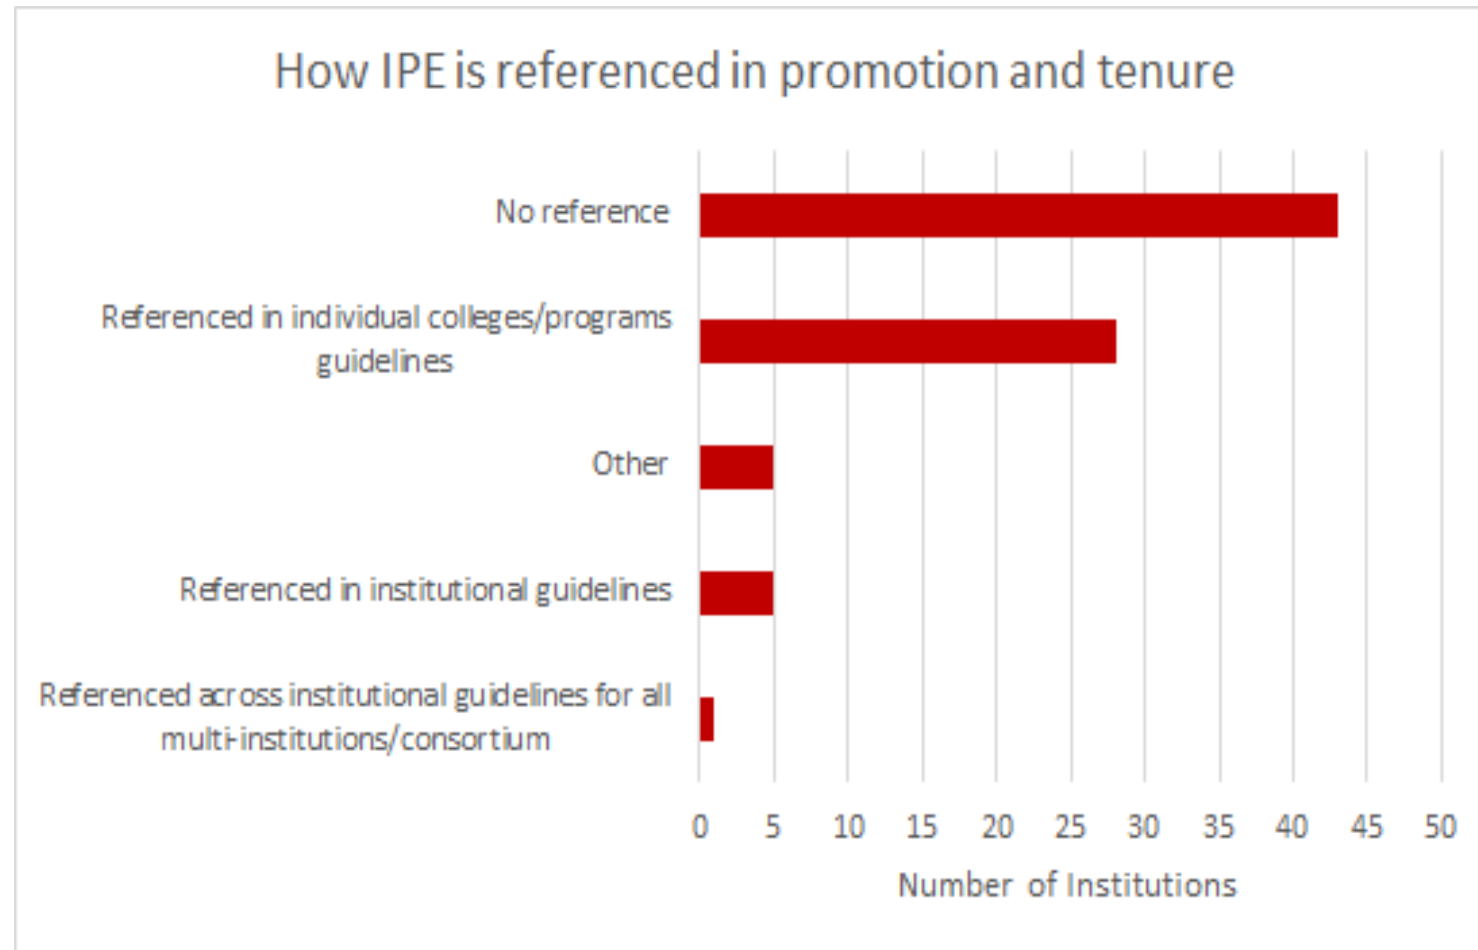 How IPE is referenced in promotion and tenure
No reference
Referenced in individual colleges/programs
guidelines
Other
Referenced in institutional guidelines
Referenced across institutional guidelines for all
multi-institutions/consortium
0 5 10 15 20 25 30 35 40 45 50
Number of Institutions